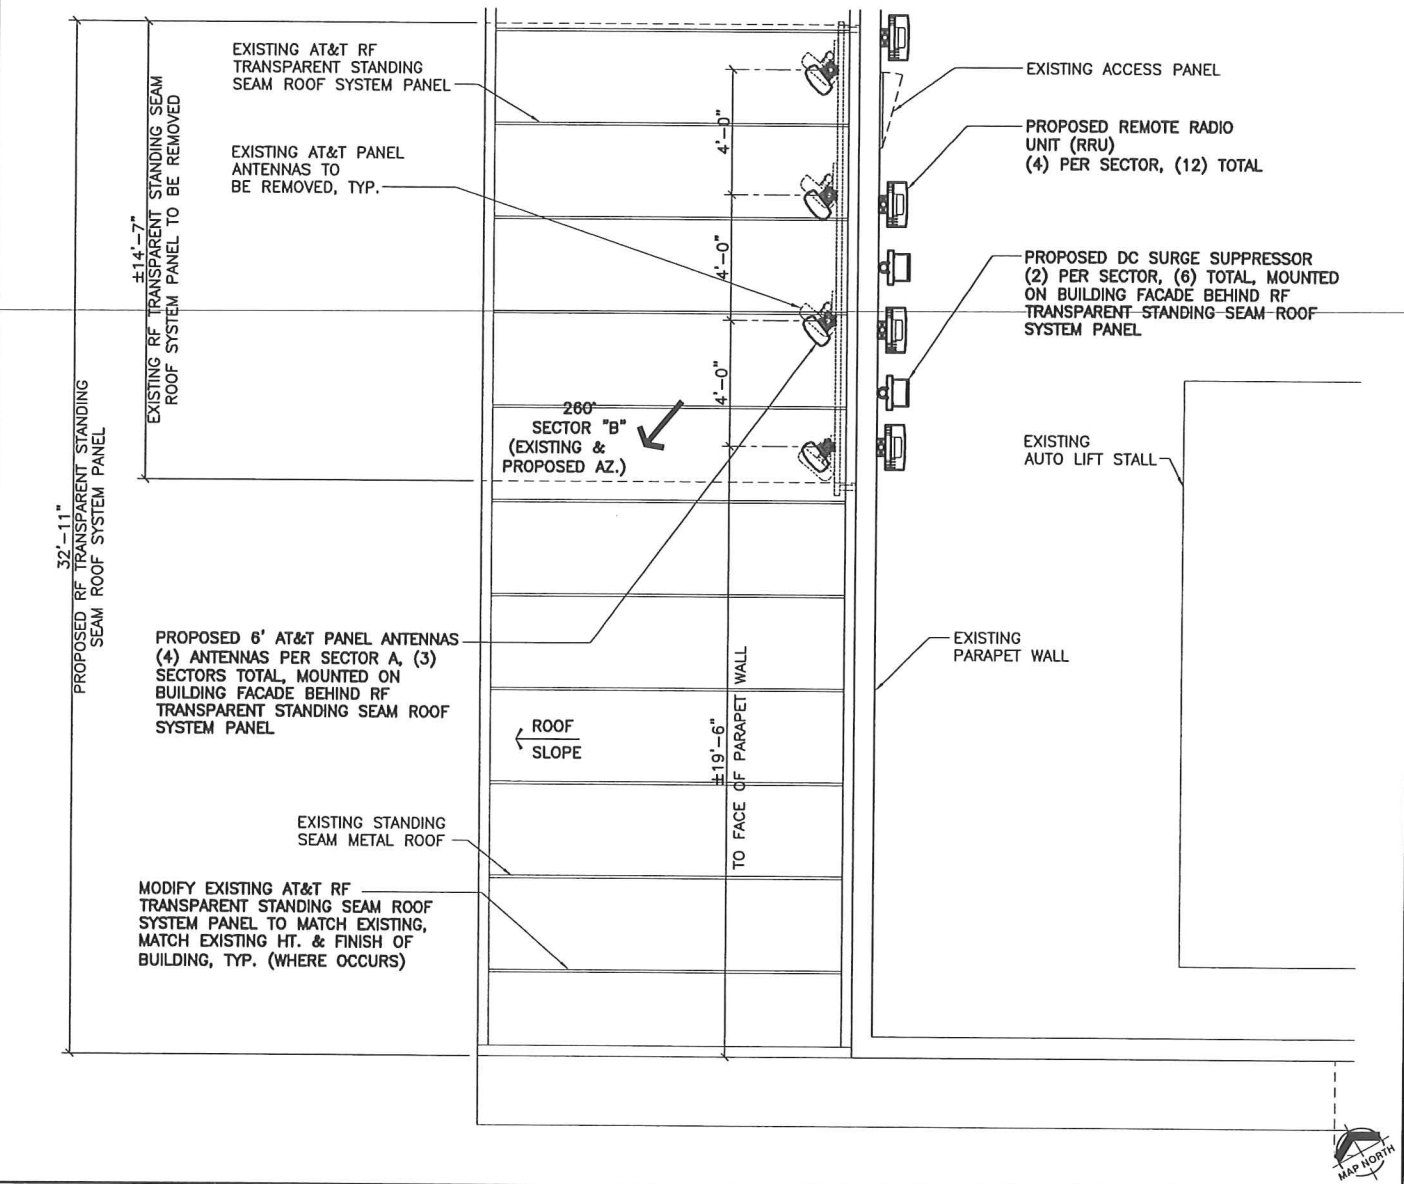 EXISTING AT&T RF
TRANSPARENT STANDING
SEAM ROOF SYSTEM PANEL
EXISTING AT&T PANEL
ANTENNAS TO
BE REMOVED, TYP.
±14'-7"
EXISTING RF TRANSPARENT STANDING SEAM
ROOF SYSTEM PANEL TO BE REMOVED
32'-11"
PROPOSED RF TRANSPARENT STANDING
SEAM ROOF SYSTEM PANEL
4'-0"
4'-0"
4'-0"
260°
SECTOR "B"
(EXISTING &
PROPOSED AZ.)
EXISTING ACCESS PANEL
PROPOSED REMOTE RADIO
UNIT (RRU)
(4) PER SECTOR, (12) TOTAL
PROPOSED DC SURGE SUPPRESSOR
(2) PER SECTOR, (6) TOTAL, MOUNTED
ON BUILDING FACADE BEHIND RF
TRANSPARENT STANDING SEAM ROOF
SYSTEM PANEL
EXISTING
AUTO LIFT STALL
PROPOSED 6' AT&T PANEL ANTENNAS
(4) ANTENNAS PER SECTOR A, (3)
SECTORS TOTAL, MOUNTED ON
BUILDING FACADE BEHIND RF
TRANSPARENT STANDING SEAM ROOF
SYSTEM PANEL
ROOF
SLOPE
±19'-6"
TO FACE OF PARAPET WALL
EXISTING
PARAPET WALL
EXISTING STANDING
SEAM METAL ROOF
MODIFY EXISTING AT&T RF
TRANSPARENT STANDING SEAM ROOF
SYSTEM PANEL TO MATCH EXISTING,
MATCH EXISTING HT. & FINISH OF
BUILDING, TYP. (WHERE OCCURS)
MAP NORTH